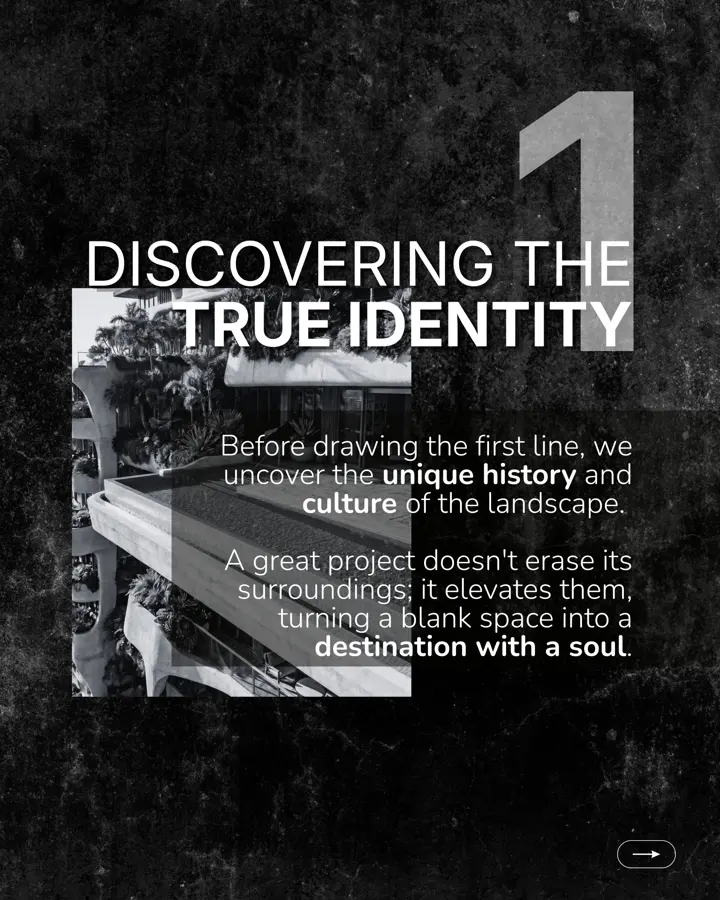 1
DISCOVERING THE
TRUE IDENTITY
Before drawing the first line, we
uncover the unique history and
culture of the landscape.
A great project doesn't erase its
surroundings; it elevates them,
turning a blank space into a
destination with a soul.